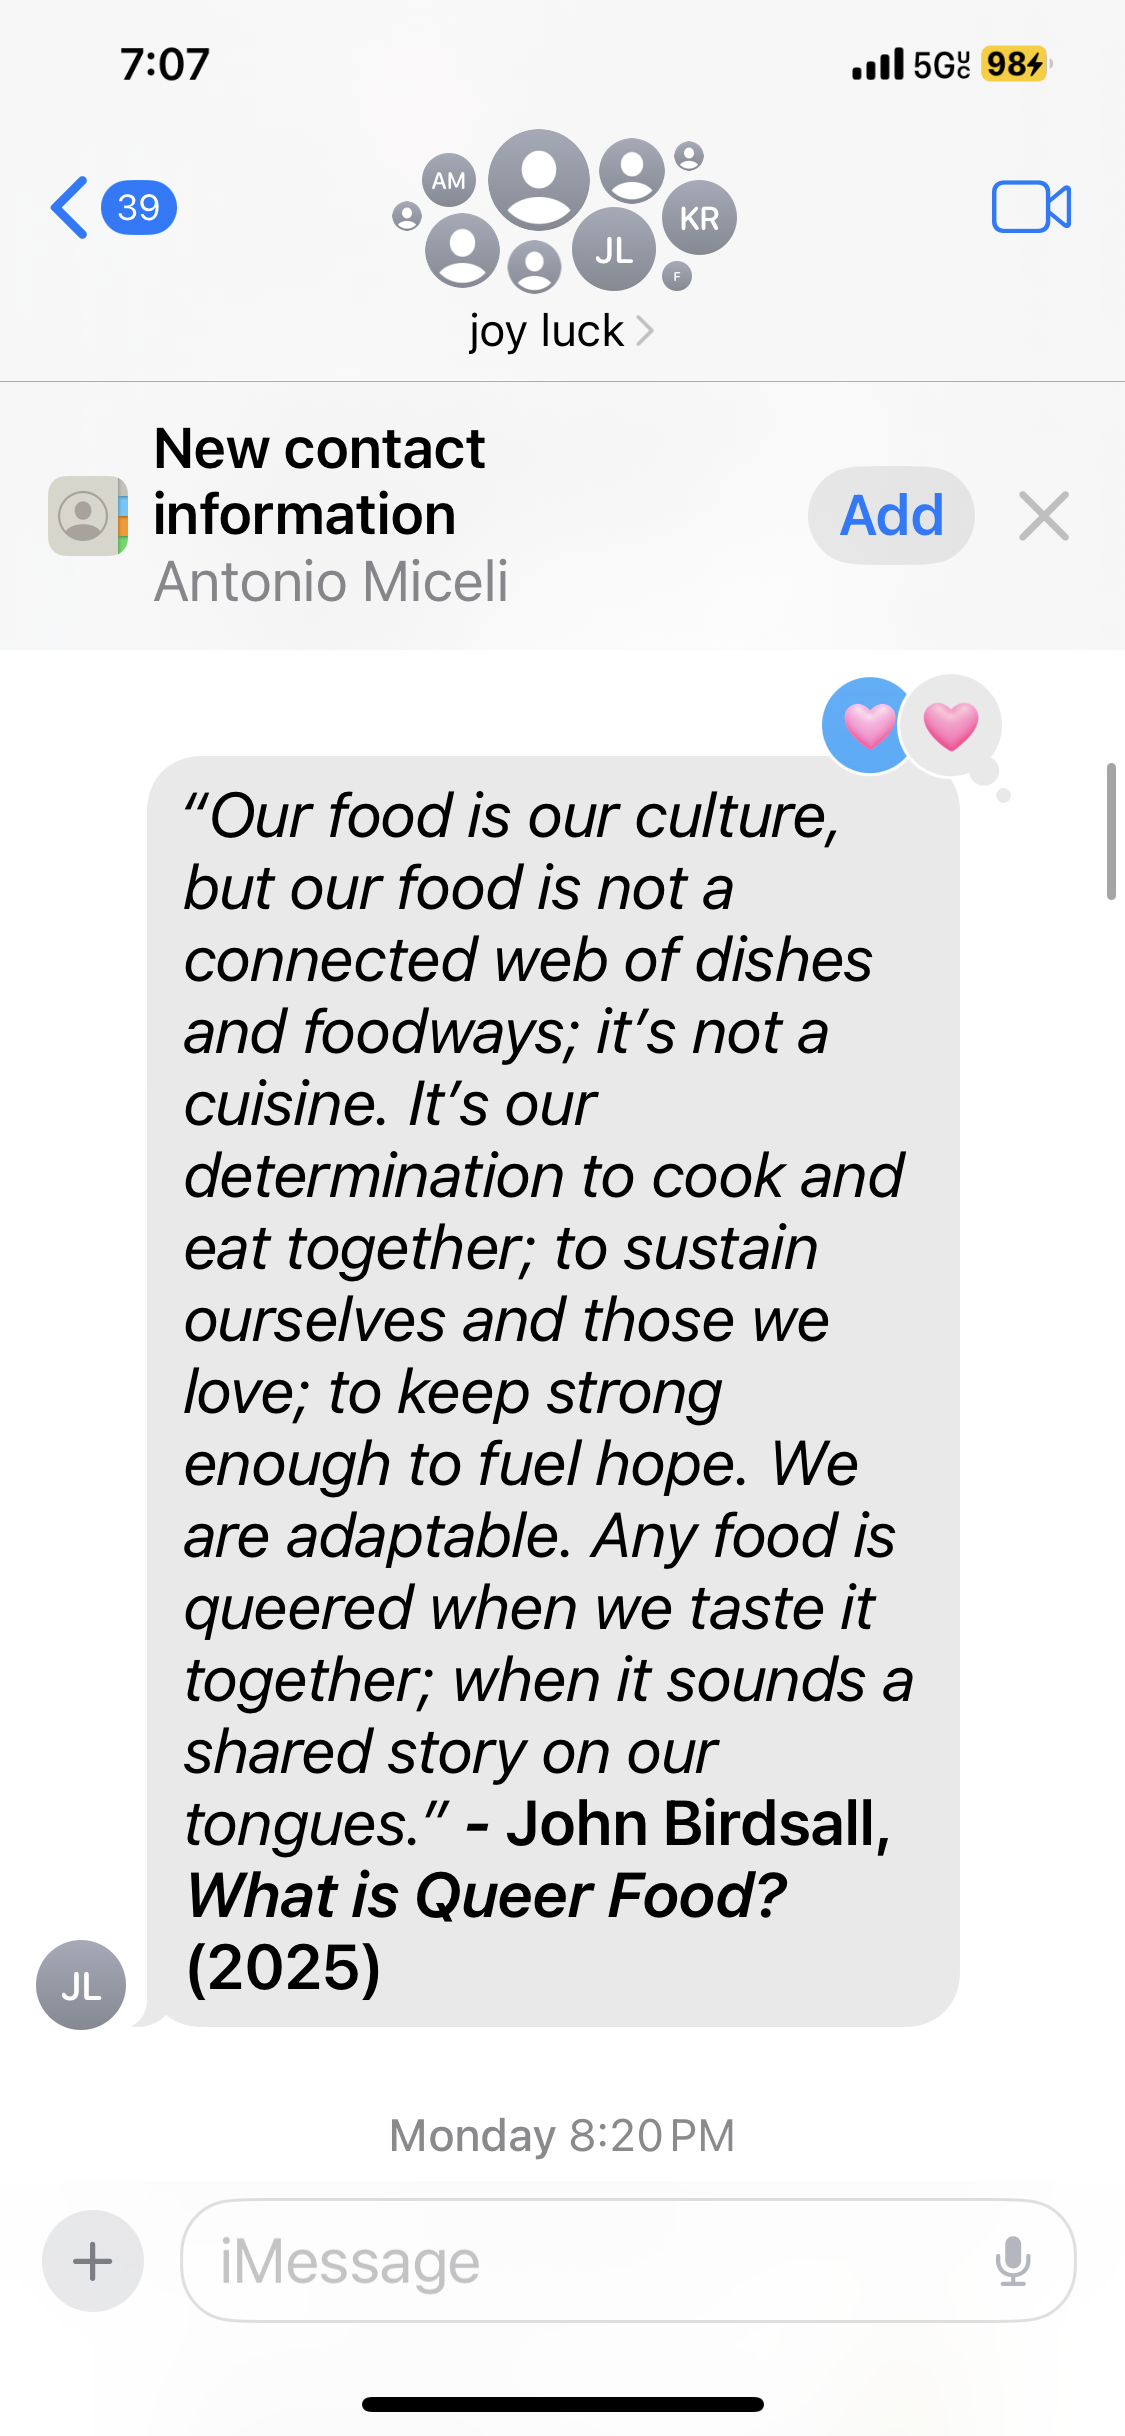 7:07
5GUC 98
39
AM
KR
JL
F
joy luck
New contact
information
Antonio Miceli
Add
“Our food is our culture,
but our food is not a
connected web of dishes
and foodways; it’s not a
cuisine. It’s our
determination to cook and
eat together; to sustain
ourselves and those we
love; to keep strong
enough to fuel hope. We
are adaptable. Any food is
queered when we taste it
together; when it sounds a
shared story on our
tongues.” - John Birdsall,
What is Queer Food?
(2025)
JL
Monday 8:20 PM
iMessage